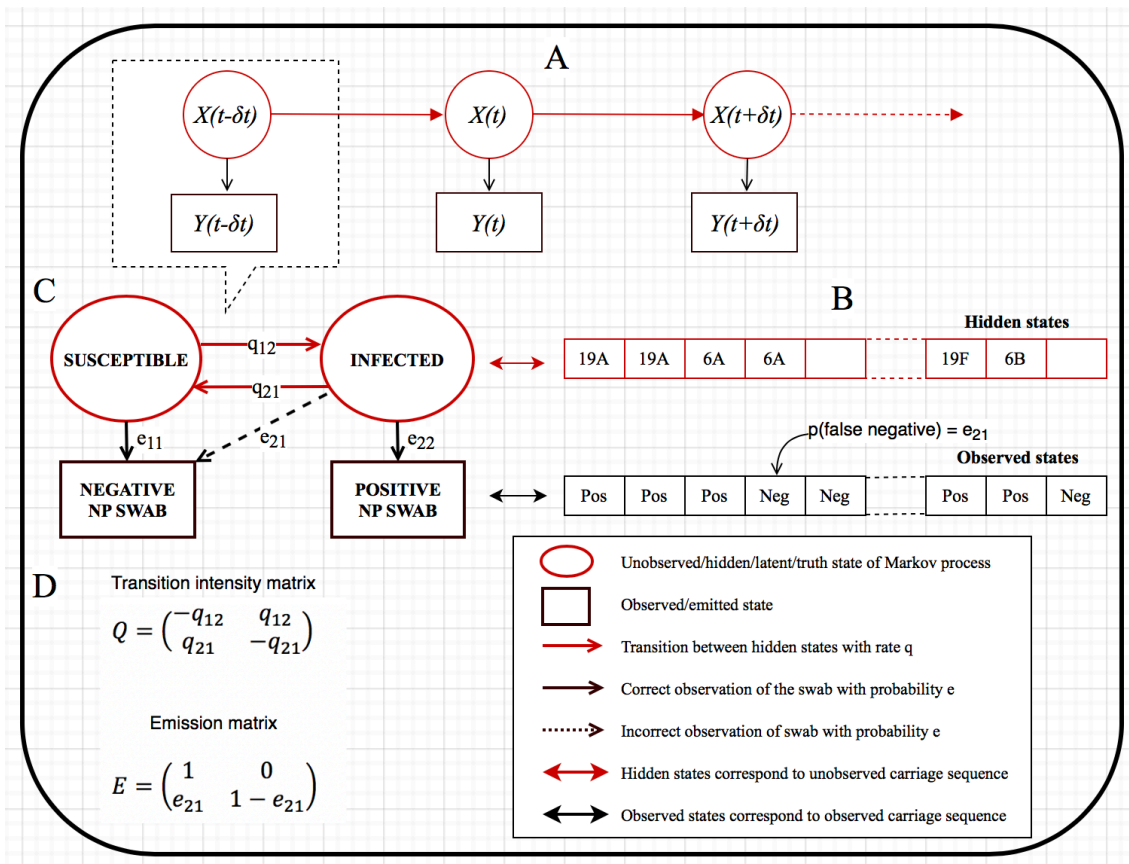 A
X(t-δt)
X(t)
X(t+δt)
Y(t-δt)
Y(t)
Y(t+δt)
C
SUSCEPTIBLE
INFECTED
q12
q21
e11
e21
e22
NEGATIVE
NP SWAB
POSITIVE
NP SWAB
B
Hidden states
19A 19A 6A 6A 19F 6B
p(false negative) = e21
Observed states
Pos Pos Pos Neg Neg Pos Pos Neg
D
Transition intensity matrix
Q = (−q12 q12
q21 −q21)
Emission matrix
E = (1 0
e21 1 − e21)
Unobserved/hidden/latent/truth state of Markov process
Observed/emitted state
Transition between hidden states with rate q
Correct observation of the swab with probability e
Incorrect observation of swab with probability e
Hidden states correspond to unobserved carriage sequence
Observed states correspond to observed carriage sequence